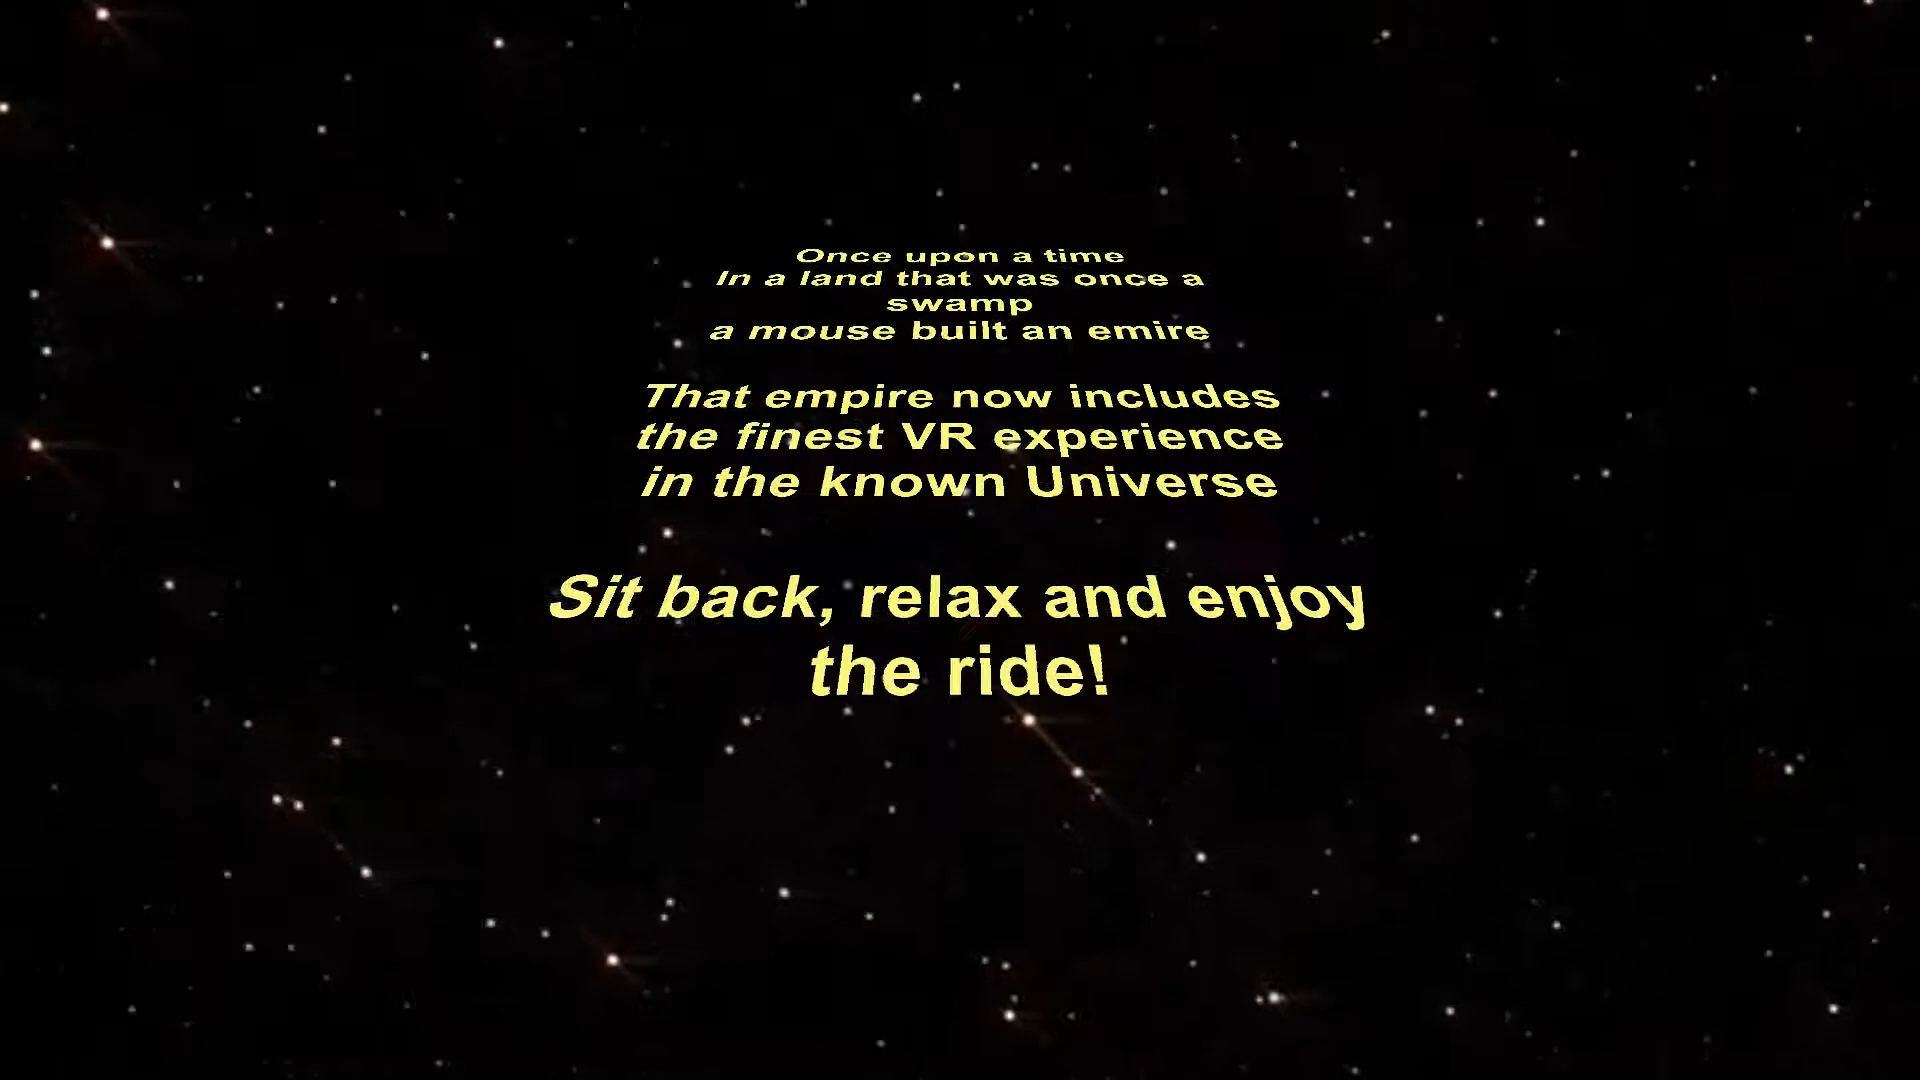 Once upon a time
In a land that was once a
swamp
a mouse built an emire
That empire now includes
the finest VR experience
in the known Universe
Sit back, relax and enjoy
the ride!